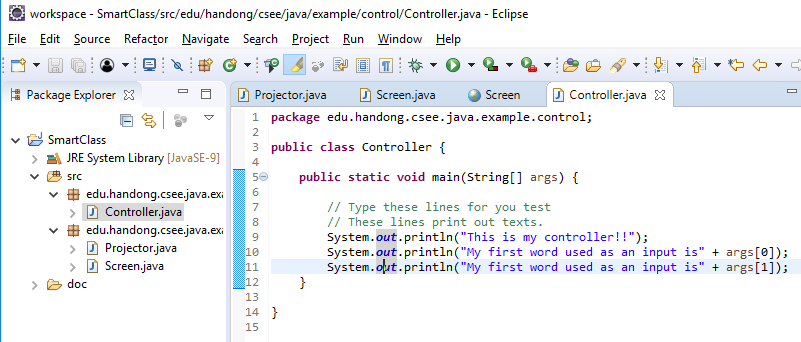 workspace - SmartClass/src/edu/handong/csee/java/example/control/Controller.java - Eclipse
File Edit Source Refactor Navigate Search Project Run Window Help
Package Explorer
SmartClass
JRE System Library [JavaSE-9]
src
edu.handong.csee.java.exa
Controller.java
edu.handong.csee.java.exa
Projector.java
Screen.java
doc
Projector.java Screen.java Screen Controller.java
1 package edu.handong.csee.java.example.control;
2
3 public class Controller {
4
5 public static void main(String[] args) {
6
7 // Type these lines for you test
8 // These lines print out texts.
9 System.out.println("This is my controller!!");
10 System.out.println("My first word used as an input is" + args[0]);
11 System.out.println("My first word used as an input is" + args[1]);
12 }
13
14 }
15